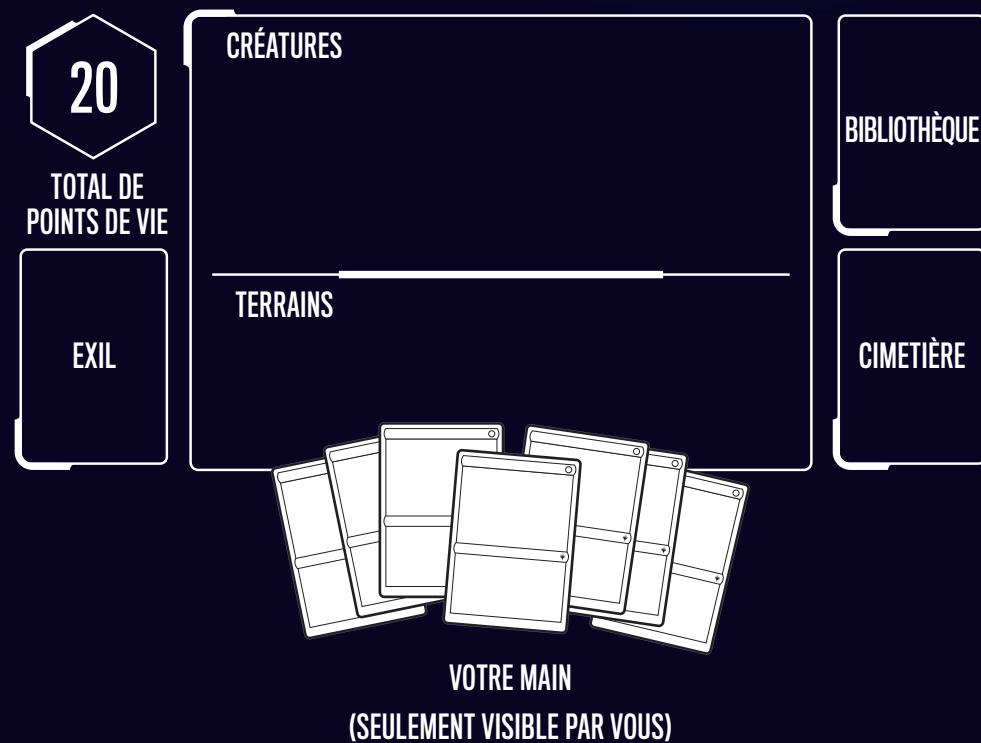 20
TOTAL DE
POINTS DE VIE
CRÉATURES
BIBLIOTHÈQUE
TERRAINS
EXIL
CIMETIÈRE
VOTRE MAIN
(SEULEMENT VISIBLE PAR VOUS)